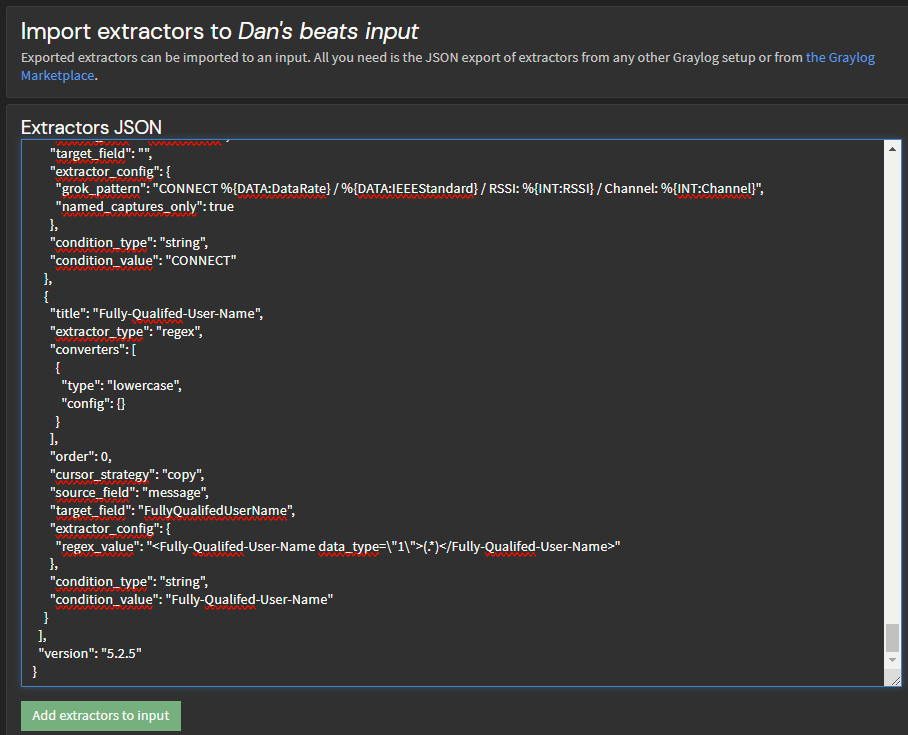 Import extractors to Dan's beats input
Exported extractors can be imported to an input. All you need is the JSON export of extractors from any other Graylog setup or from the Graylog
Marketplace.
Extractors JSON
"target_field": "",
"extractor_config": {
"grok_pattern": "CONNECT %{DATA:DataRate} / %{DATA:IEEEStandard} / RSSI: %{INT:RSSI} / Channel: %{INT:Channel}",
"named_captures_only": true
},
"condition_type": "string",
"condition_value": "CONNECT"
},
{
"title": "Fully-Qualifed-User-Name",
"extractor_type": "regex",
"converters": [
{
"type": "lowercase",
"config": {}
}
],
"order": 0,
"cursor_strategy": "copy",
"source_field": "message",
"target_field": "FullyQualifedUserName",
"extractor_config": {
"regex_value": "<Fully-Qualifed-User-Name data_type=\"1\">(.*)</Fully-Qualifed-User-Name>"
},
"condition_type": "string",
"condition_value": "Fully-Qualifed-User-Name"
}
],
"version": "5.2.5"
}
Add extractors to input